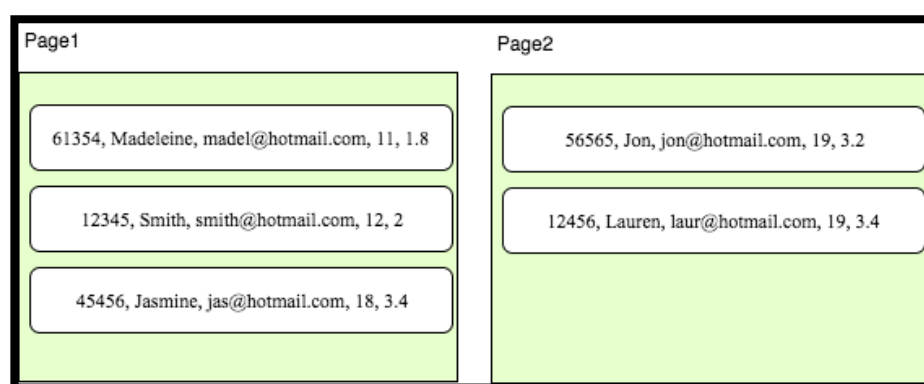 Page1
61354, Madeleine, madel@hotmail.com, 11, 1.8
12345, Smith, smith@hotmail.com, 12, 2
45456, Jasmine, jas@hotmail.com, 18, 3.4
Page2
56565, Jon, jon@hotmail.com, 19, 3.2
12456, Lauren, laur@hotmail.com, 19, 3.4